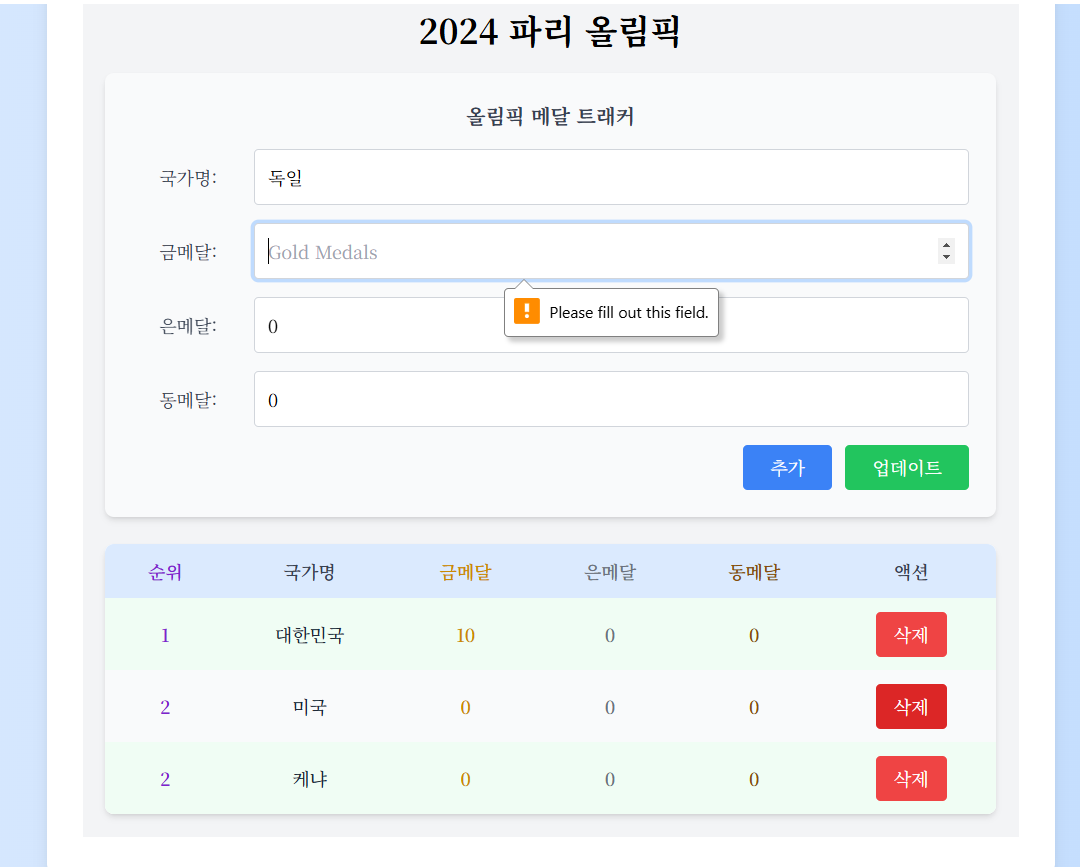 2024 파리 올림픽
올림픽 메달 트래커
국가명: 독일
금메달: Gold Medals
Please fill out this field.
은메달: 0
동메달: 0
추가 업데이트
순위 국가명 금메달 은메달 동메달 액션
1 대한민국 10 0 0 삭제
2 미국 0 0 0 삭제
2 케냐 0 0 0 삭제